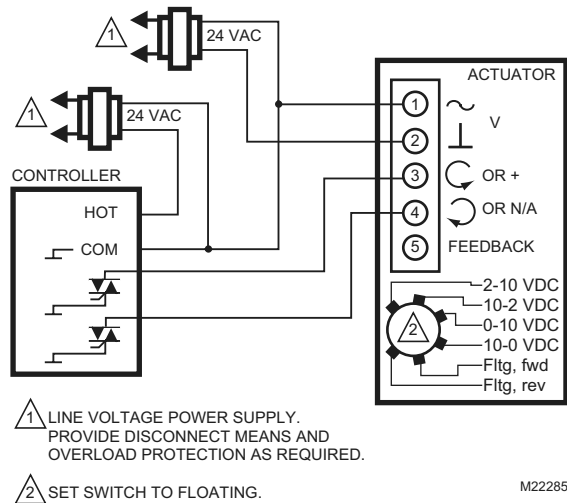 1
24 VAC
1
24 VAC
CONTROLLER
HOT
COM
ACTUATOR
1
V
2
3 OR +
4 OR N/A
5 FEEDBACK
2-10 VDC
10-2 VDC
0-10 VDC
10-0 VDC
Fltg, fwd
Fltg, rev
2
1 LINE VOLTAGE POWER SUPPLY.
PROVIDE DISCONNECT MEANS AND
OVERLOAD PROTECTION AS REQUIRED.
2 SET SWITCH TO FLOATING.
M22285